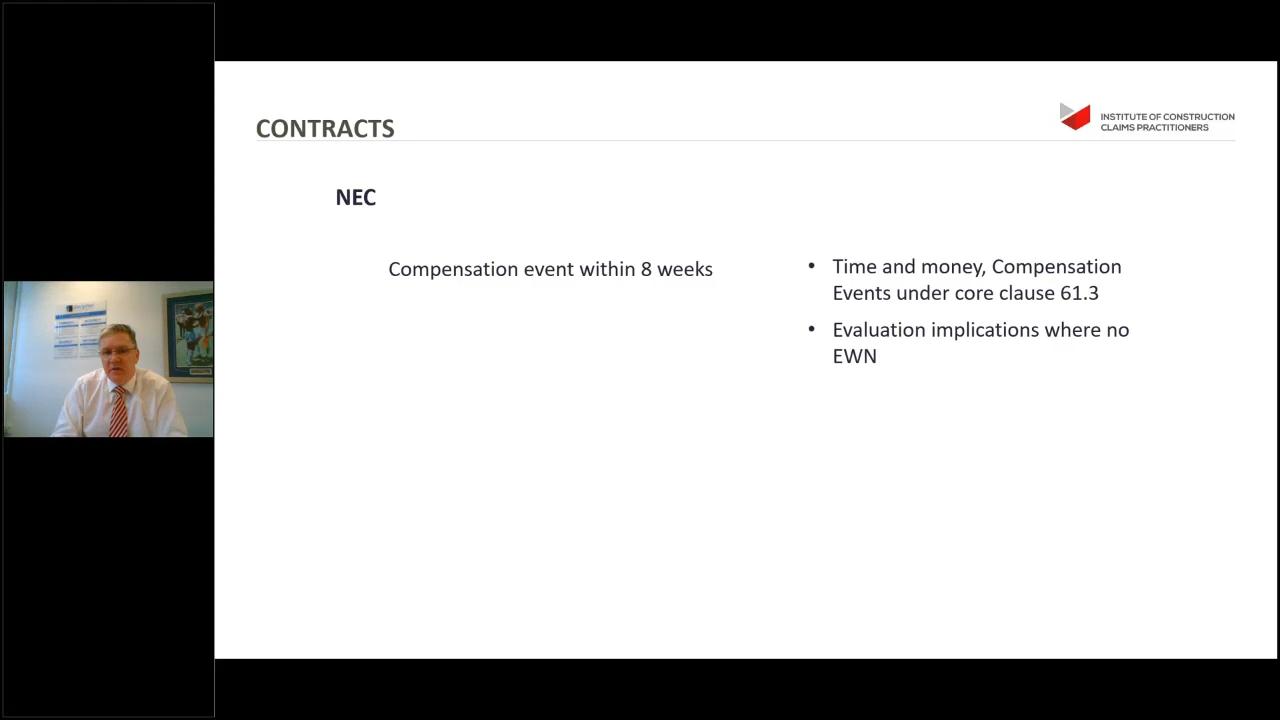 CONTRACTS
INSTITUTE OF CONSTRUCTION
CLAIMS PRACTITIONERS
NEC
Compensation event within 8 weeks
• Time and money, Compensation
Events under core clause 61.3
• Evaluation implications where no
EWN